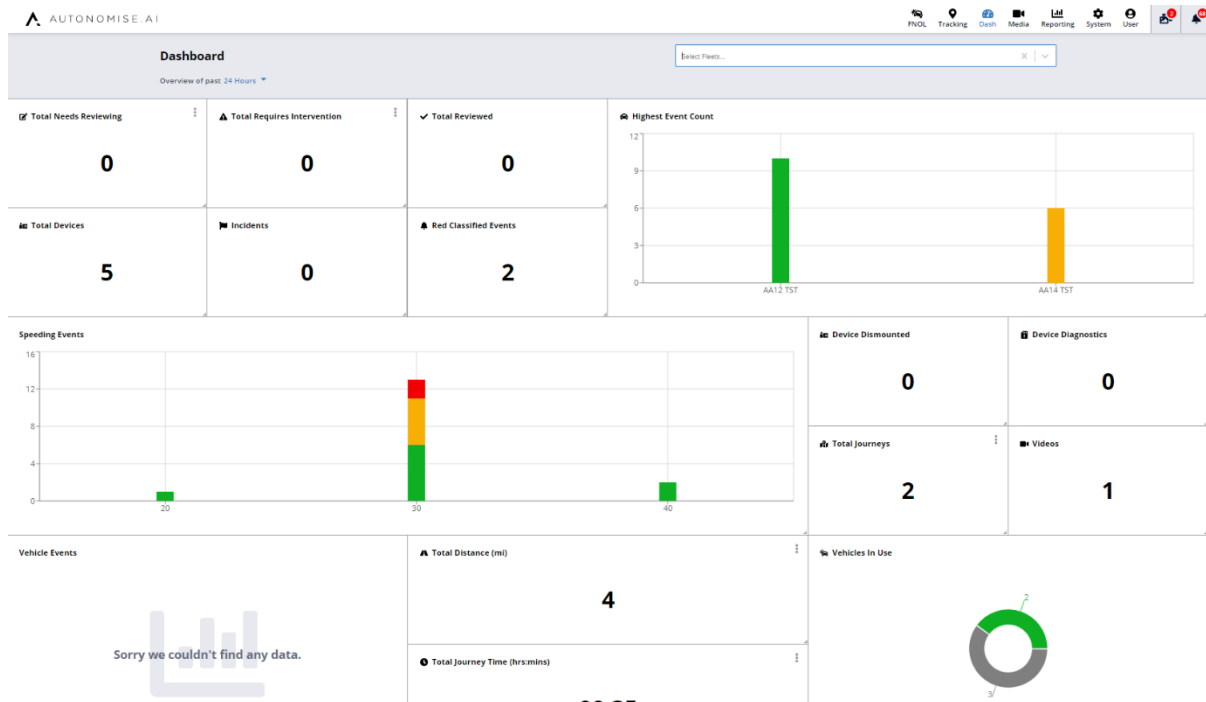 AUTONOMISE.AI
FNOL Tracking Dash Media Reporting System User
2
Dashboard
Select Fleets...
Overview of past 24 Hours
Total Needs Reviewing
0
Total Requires Intervention
0
Total Reviewed
0
Highest Event Count
12
9
6
3
0
AA12 TST
AA14 TST
Total Devices
5
Incidents
0
Red Classified Events
2
Speeding Events
16
12
8
4
0
20
30
40
Device Dismounted
0
Device Diagnostics
0
Total Journeys
2
Videos
1
Vehicle Events
Sorry we couldn't find any data.
Total Distance (mi)
4
Total Journey Time (hrs:mins)
Vehicles In Use
2
3